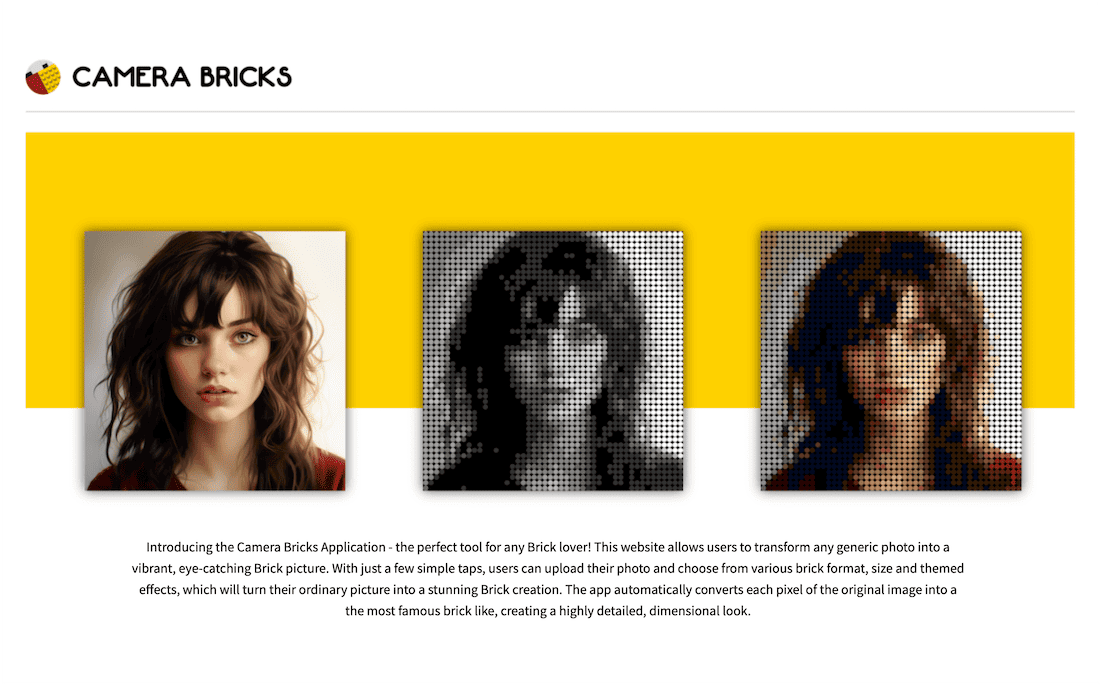 CAMERA BRICKS
Introducing the Camera Bricks Application - the perfect tool for any Brick lover! This website allows users to transform any generic photo into a
vibrant, eye-catching Brick picture. With just a few simple taps, users can upload their photo and choose from various brick format, size and themed
effects, which will turn their ordinary picture into a stunning Brick creation. The app automatically converts each pixel of the original image into a
the most famous brick like, creating a highly detailed, dimensional look.